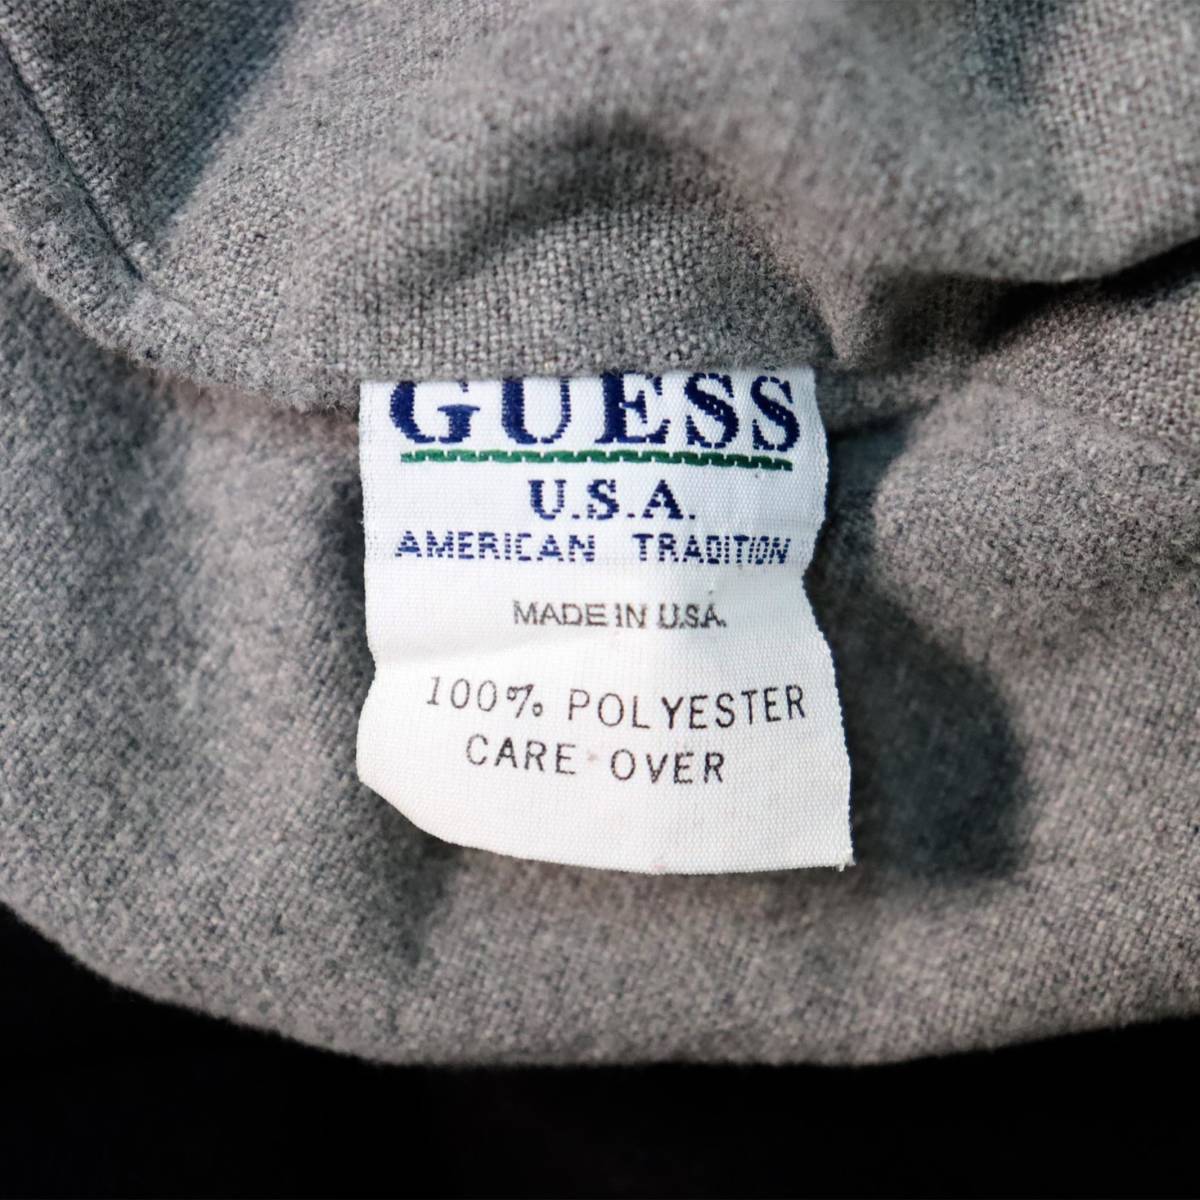 GUESS
U.S.A.
AMERICAN TRADITION
MADE IN U.S.A.
100% POLYESTER
CARE OVER